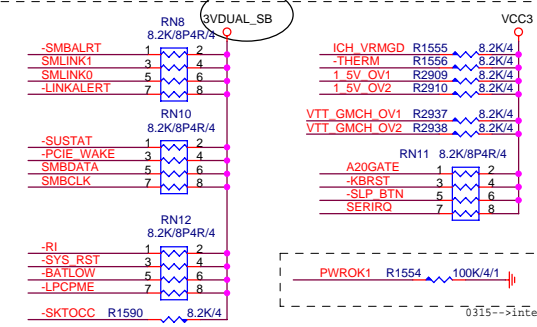 3VDUAL_SB
RN8
8.2K/8P4R/4
-SMBALRT 1 2
SMLINK1 3 4
SMLINK0 5 6
-LINKALERT 7 8
RN10
8.2K/8P4R/4
-SUSTAT 1 2
-PCIE_WAKE 3 4
SMBDATA 5 6
SMBCLK 7 8
RN12
8.2K/8P4R/4
-RI 1 2
-SYS_RST 3 4
-BATLOW 5 6
-LPCPME 7 8
-SKTOCC R1590 8.2K/4
VCC3
ICH_VRMGD R1555 8.2K/4
-THERM R1556 8.2K/4
1_5V_OV1 R2909 8.2K/4
1_5V_OV2 R2910 8.2K/4
VTT_GMCH_OV1 R2937 8.2K/4
VTT_GMCH_OV2 R2938 8.2K/4
RN11 8.2K/8P4R/4
A20GATE 1 2
-KBRST 3 4
-SLP_BTN 5 6
SERIRQ 7 8
PWROK1 R1554 100K/4/1
0315-->inte